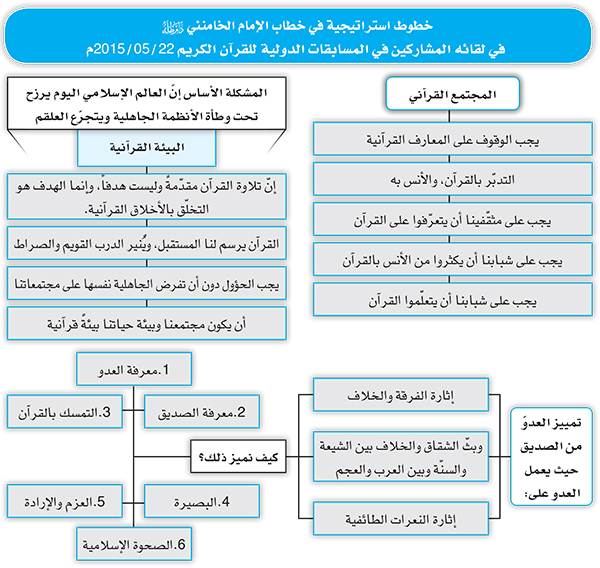 خطوط استراتيجية في خطاب الإمام الخامنئي
في لقائه المشاركين في المسابقات الدولية للقرآن الكريم 22 /05 /2015م
المجتمع القرآني
يجب الوقوف على المعارف القرآنية
التدبّر بالقرآن، والأنس به
يجب على مثقّفينا أن يتعرّفوا على القرآن
يجب على شبابنا أن يكثروا من الأنس بالقرآن
يجب على شبابنا أن يتعلّموا القرآن
المشكلة الأساس إنّ العالم الإسلامي اليوم يرزح
تحت وطأة الأنظمة الجاهلية ويتجرّع العلقم
البيئة القرآنية
إنّ تلاوة القرآن مقدّمةٌ وليست هدفاً، وإنما الهدف هو
التخلّق بالأخلاق القرآنية.
القرآن يرسم لنا المستقبل، ويُنير الدرب القويم والصراط
يجب الحؤول دون أن تفرض الجاهلية نفسها على مجتمعاتنا
أن يكون مجتمعنا وبيئة حياتنا بيئةً قرآنية
تمييز العدوّ
من الصديق
حيث يعمل
العدو على:
إثارة الفرقة والخلاف
وبثّ الشقاق والخلاف بين الشيعة
والسنّة وبين العرب والعجم
إثارة النعرات الطائفية
كيف نميز ذلك؟
1.معرفة العدو
2.معرفة الصديق
3.التمسك بالقرآن
4.البصيرة
5.العزم والإرادة
6.الصحوة الإسلامية